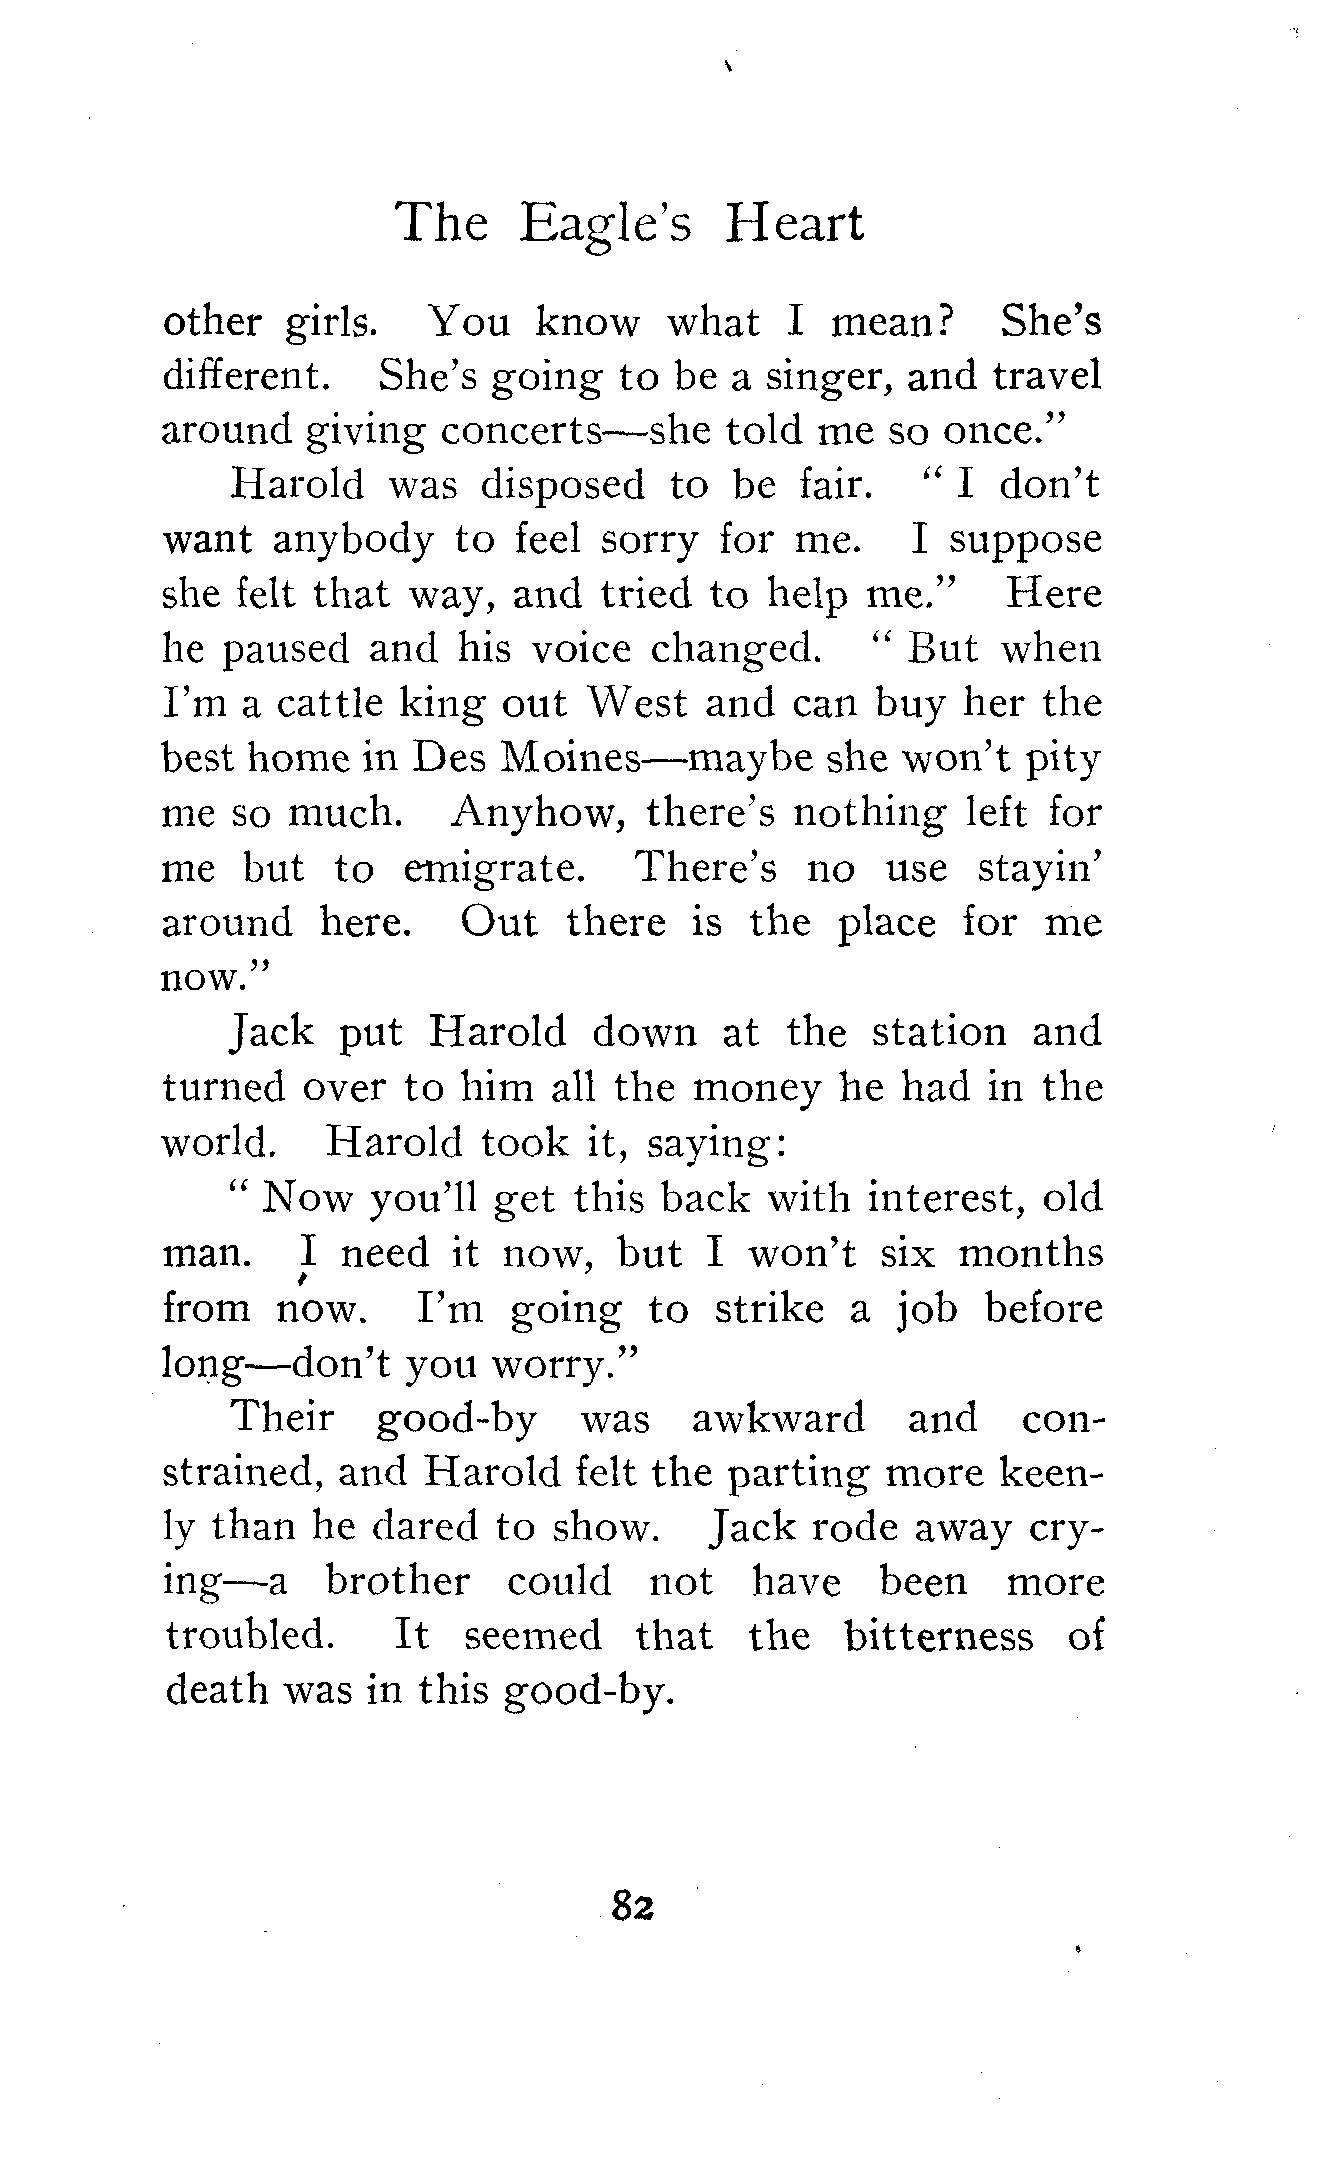 The Eagle's Heart
other girls. You know what I mean? She's
different. She's going to be a singer, and travel
around giving concerts—she told me so once."
Harold was disposed to be fair. " I don't
want anybody to feel sorry for me. I suppose
she felt that way, and tried to help me." Here
he paused and his voice changed. " But when
I'm a cattle king out West and can buy her the
best home in Des Moines—maybe she won't pity
me so much. Anyhow, there's nothing left for
me but to emigrate. There's no use stayin'
around here. Out there is the place for me
now."
Jack put Harold down at the station and
turned over to him all the money he had in the
world. Harold took it, saying:
" Now you'll get this back with interest, old
man. I need it now, but I won't six months
from now. I'm going to strike a job before
long—don't you worry."
Their good-by was awkward and con-
strained, and Harold felt the parting more keen-
ly than he dared to show. Jack rode away cry-
ing—a brother could not have been more
troubled. It seemed that the bitterness of
death was in this good-by.
82